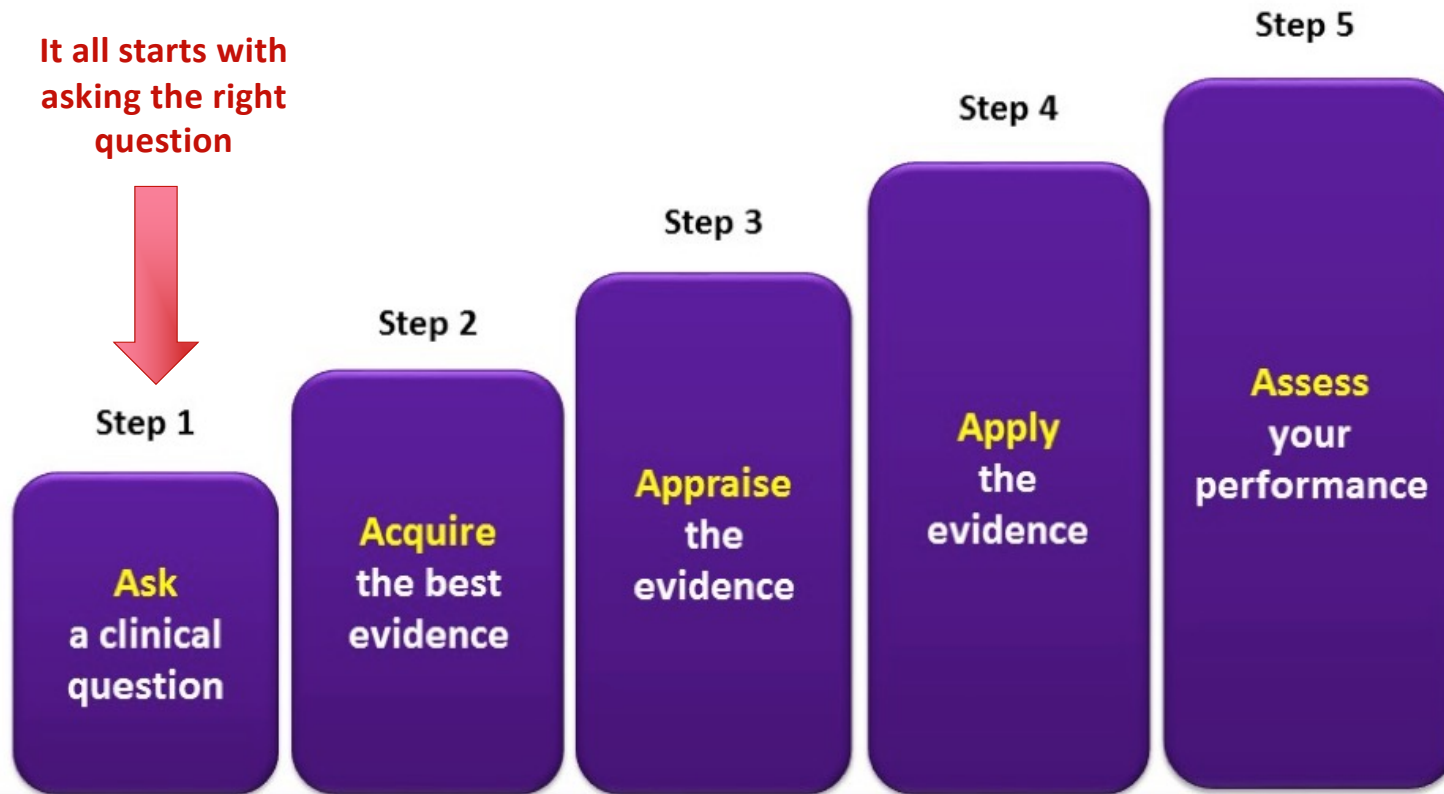 It all starts with
asking the right
question
Step 1
Ask
a clinical
question
Step 2
Acquire
the best
evidence
Step 3
Appraise
the
evidence
Step 4
Apply
the
evidence
Step 5
Assess
your
performance